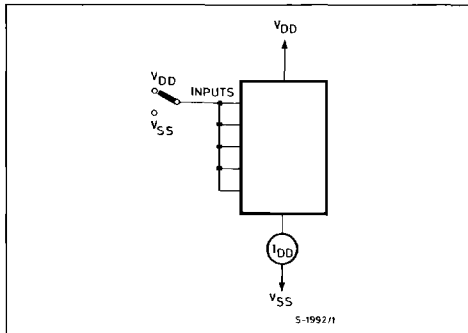 VDD
VDD
INPUTS
VSS
IDD
VSS
S-1992/1